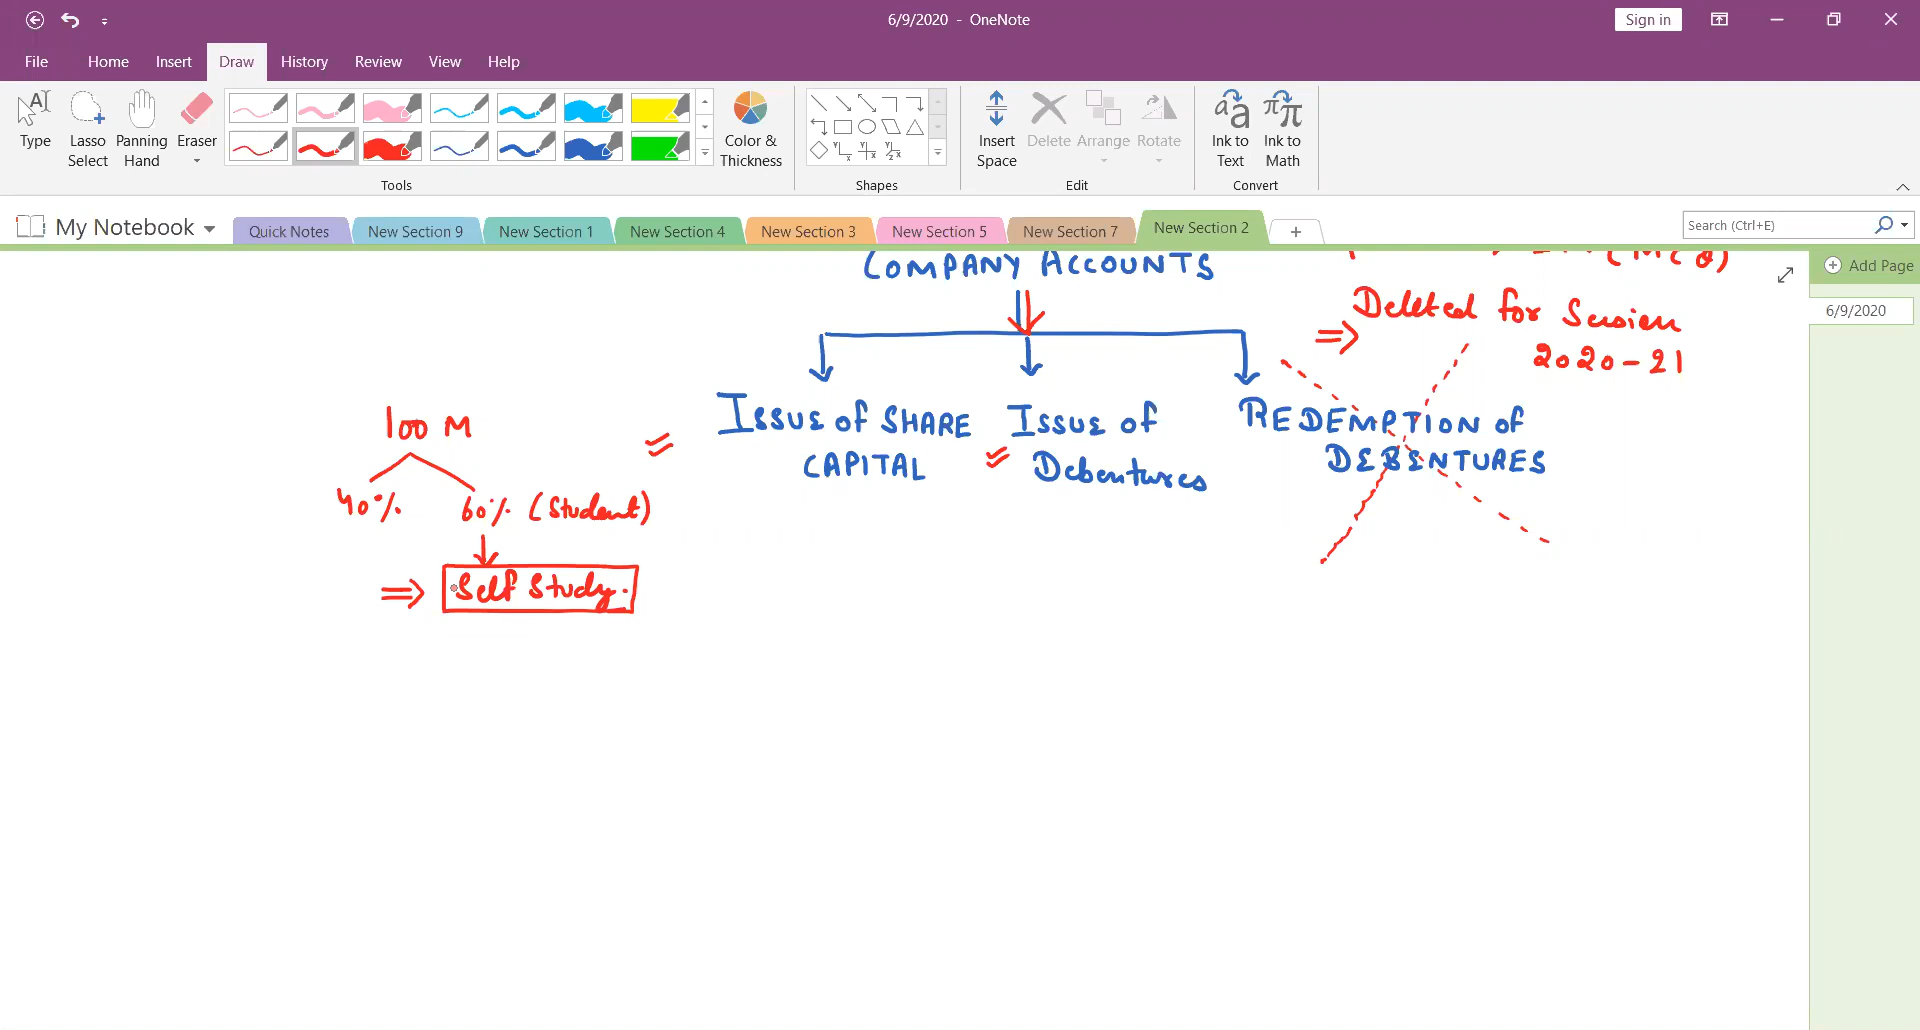 6/9/2020 - OneNote
Sign in
File Home Insert Draw History Review View Help
Type
Lasso Select
Panning Hand
Eraser
Color & Thickness
Insert Space
Delete
Arrange
Rotate
Ink to Text
Ink to Math
Tools
Shapes
Edit
Convert
My Notebook
Quick Notes
New Section 9
New Section 1
New Section 4
New Section 3
New Section 5
New Section 7
New Section 2
Search (Ctrl+E)
Add Page
6/9/2020
COMPANY ACCOUNTS
(MCQ)
Deleted for Session
2020-21
ISSUE of SHARE
CAPITAL
ISSUE of
Debentures
REDEMPTION of
DEBENTURES
100 M
40%
60% (Student)
Self Study.